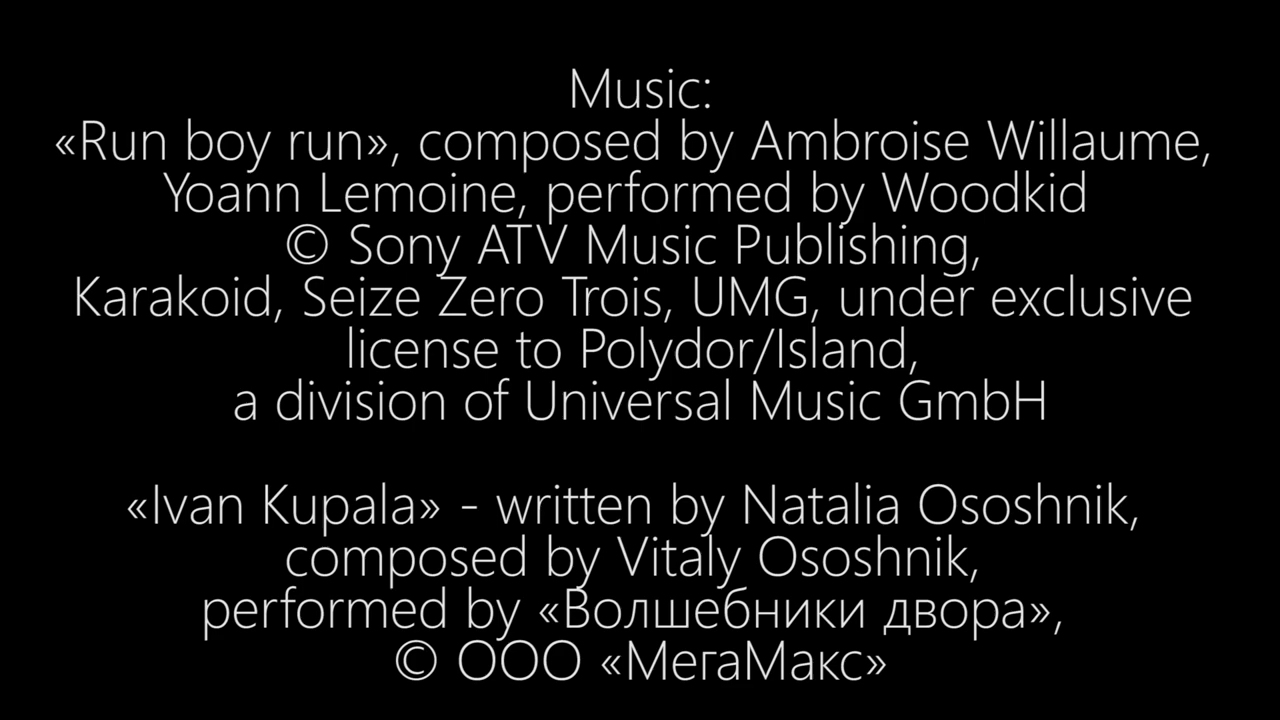 Music:
«Run boy run», composed by Ambroise Willaume,
Yoann Lemoine, performed by Woodkid
© Sony ATV Music Publishing,
Karakoid, Seize Zero Trois, UMG, under exclusive
license to Polydor/Island,
a division of Universal Music GmbH
«Ivan Kupala» - written by Natalia Ososhnik,
composed by Vitaly Ososhnik,
performed by «Волшебники двора»,
© ООО «МегаМакс»